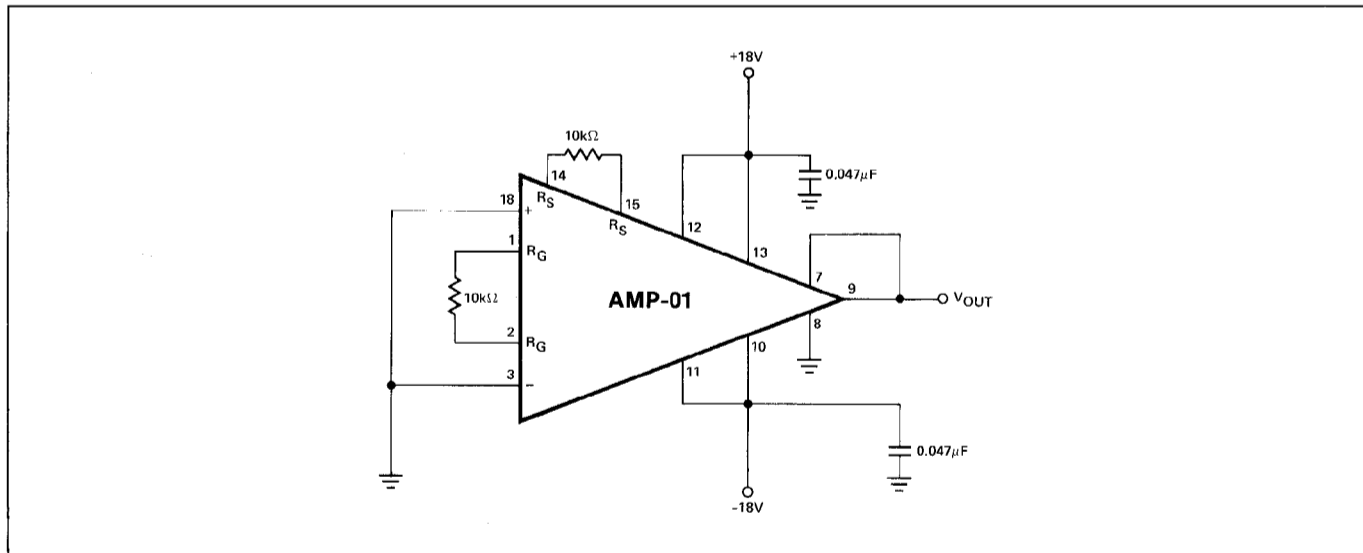 +18V
10kΩ
0.047μF
14
RS
15
RS
18
+
12
13
1
RG
7
10kΩ
AMP-01
9
VOUT
8
2
RG
10
3
−
11
0.047μF
-18V